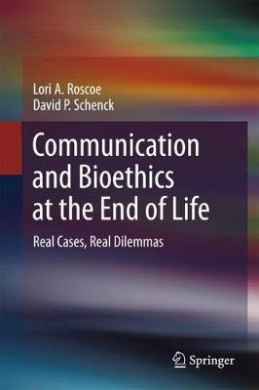 Lori A. Roscoe
David P. Schenck
Communication
and Bioethics
at the End of Life
Real Cases, Real Dilemmas
Springer